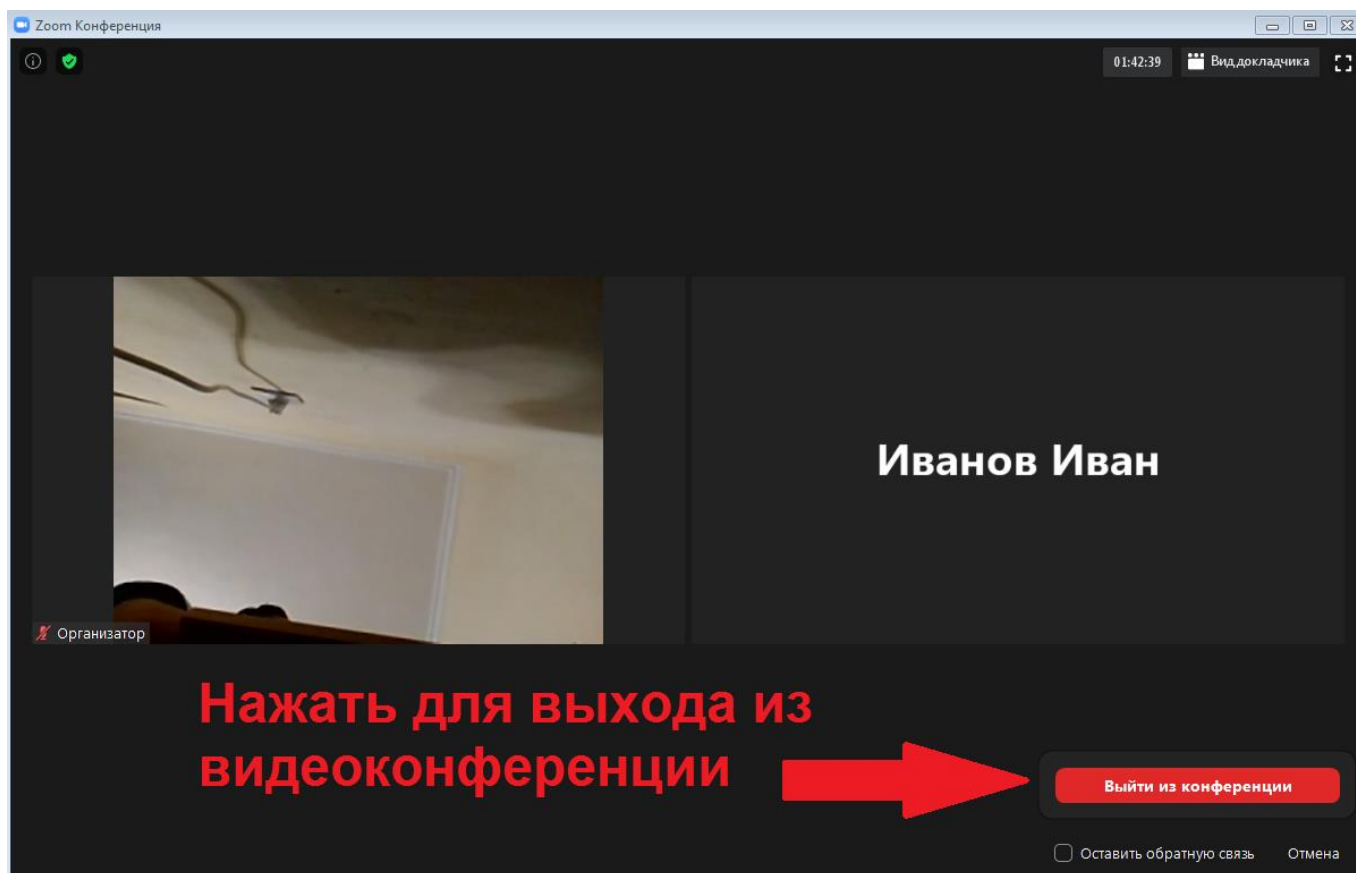 Zoom Конференция
01:42:39 Вид докладчика
Иванов Иван
Организатор
Нажать для выхода из
видеоконференции
Выйти из конференции
Оставить обратную связь Отмена